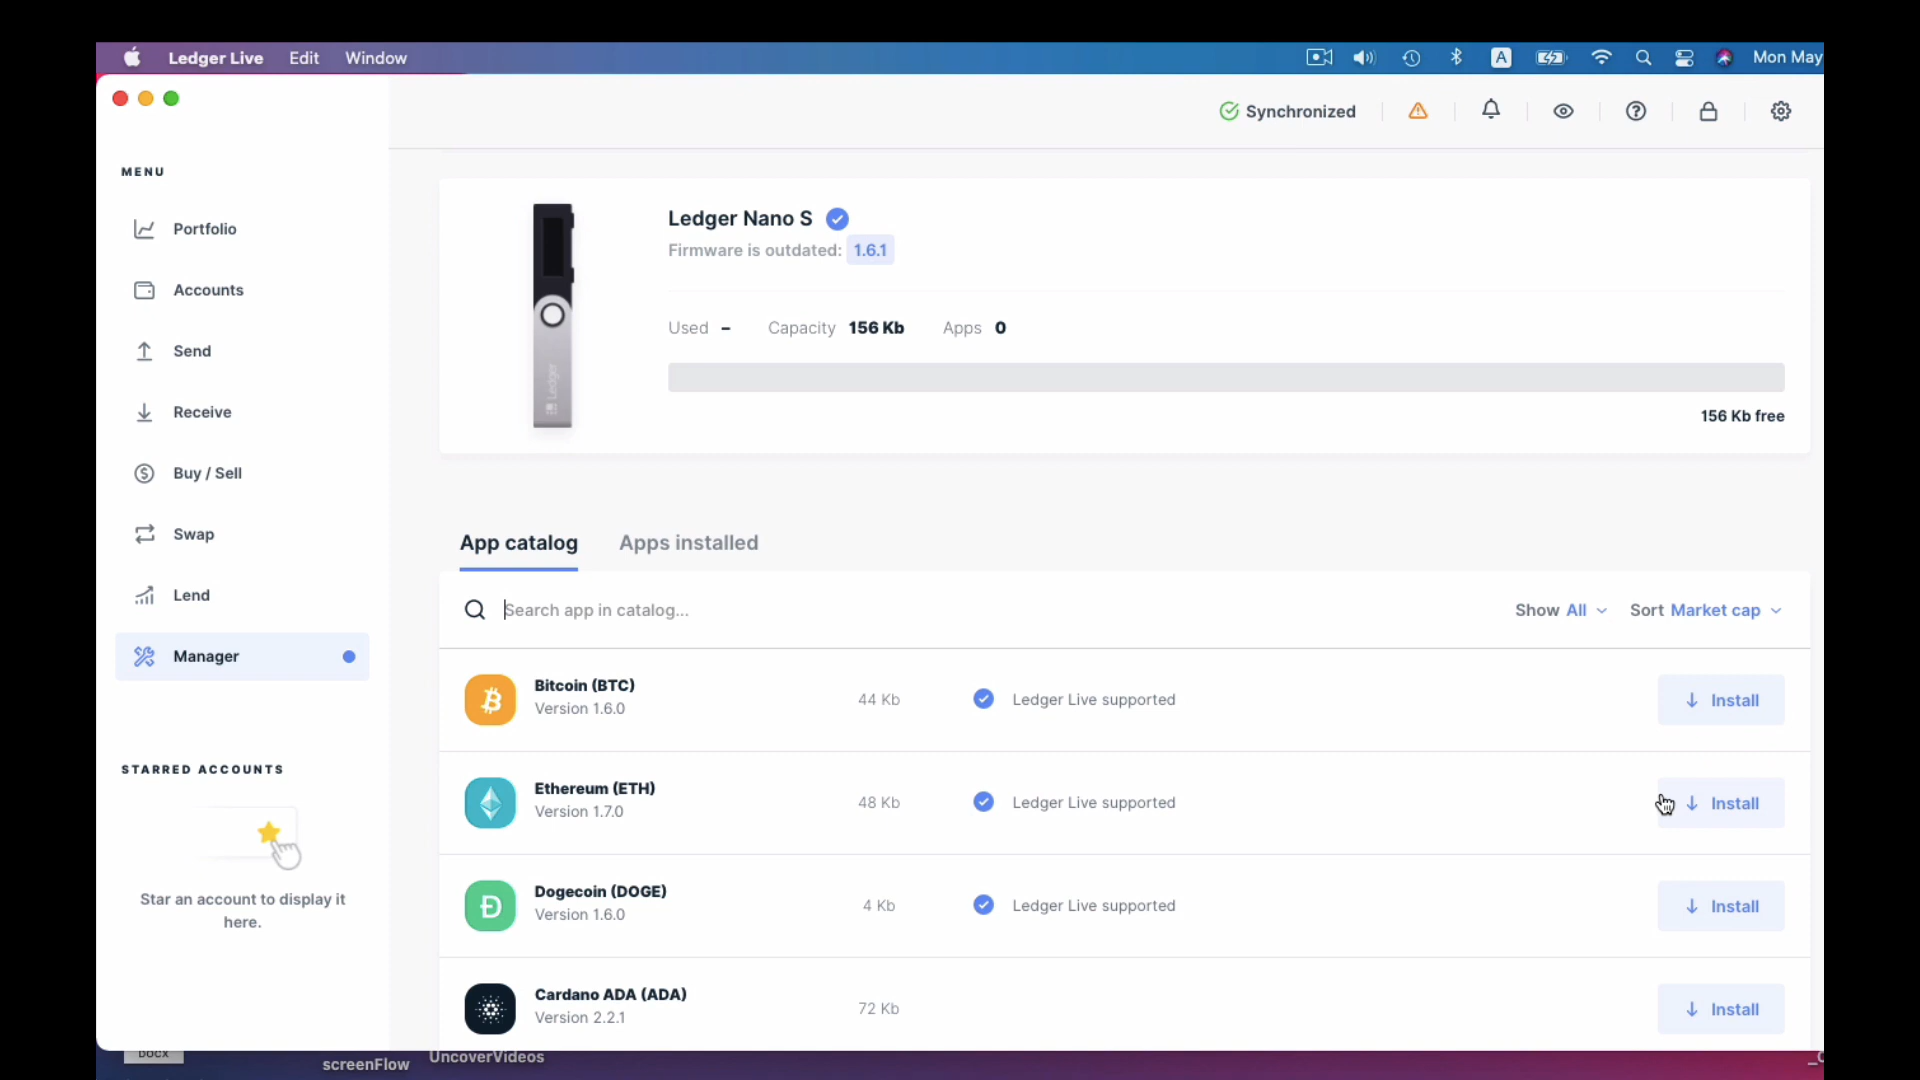 Ledger Live Edit Window
A
Mon May
Synchronized
MENU
Portfolio
Accounts
Send
Receive
Buy / Sell
Swap
Lend
Manager
STARRED ACCOUNTS
Star an account to display it
here.
Ledger
Ledger Nano S
Firmware is outdated: 1.6.1
Used – Capacity 156 Kb Apps 0
156 Kb free
App catalog Apps installed
Search app in catalog...
Show All Sort Market cap
Bitcoin (BTC)
Version 1.6.0
44 Kb Ledger Live supported Install
Ethereum (ETH)
Version 1.7.0
48 Kb Ledger Live supported Install
Dogecoin (DOGE)
Version 1.6.0
4 Kb Ledger Live supported Install
Cardano ADA (ADA)
Version 2.2.1
72 Kb Install
DOCX
screenFlow
UncoverVideos